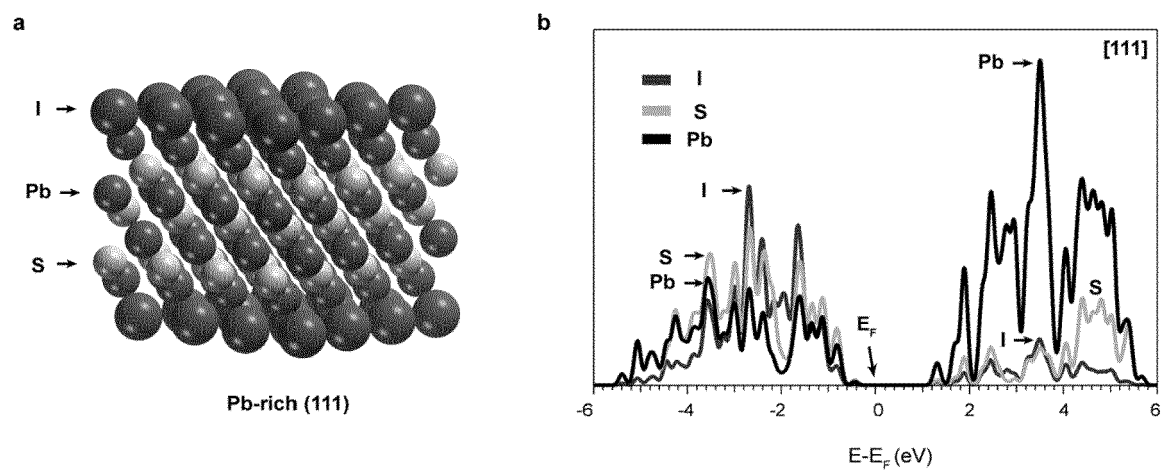 a
I
Pb
S
Pb-rich (111)
b
[111]
I
S
Pb
Pb
I
S
Pb
E_F
S
I
-6 -4 -2 0 2 4 6
E-E_F (eV)